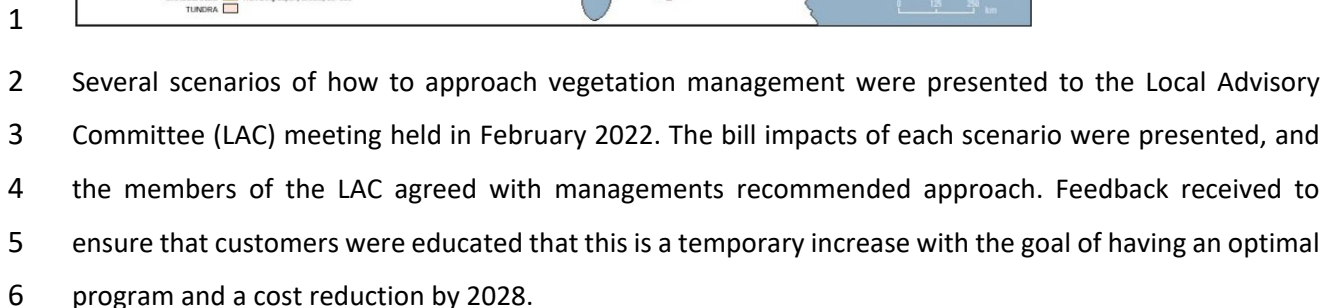 TUNDRA
125 250 km
1
2 Several scenarios of how to approach vegetation management were presented to the Local Advisory
3 Committee (LAC) meeting held in February 2022. The bill impacts of each scenario were presented, and
4 the members of the LAC agreed with managements recommended approach. Feedback received to
5 ensure that customers were educated that this is a temporary increase with the goal of having an optimal
6 program and a cost reduction by 2028.